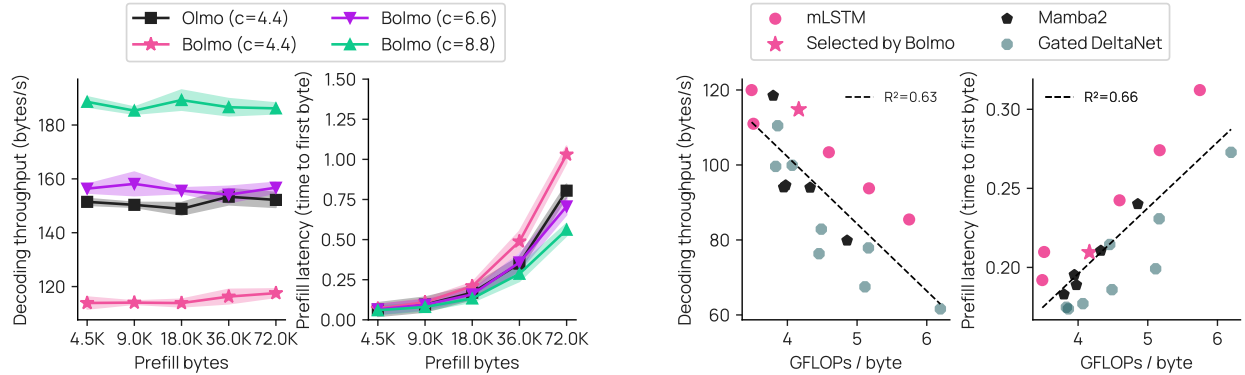 Olmo (c=4.4)
Bolmo (c=6.6)
Bolmo (c=4.4)
Bolmo (c=8.8)
Decoding throughput (bytes/s)
180
160
140
120
4.5K 9.0K 18.0K 36.0K 72.0K
Prefill bytes
Prefill latency (time to first byte)
1.50
1.25
1.00
0.75
0.50
0.25
0.00
4.5K 9.0K 18.0K 36.0K 72.0K
Prefill bytes
mLSTM
Mamba2
Selected by Bolmo
Gated DeltaNet
Decoding throughput (bytes/s)
120
100
80
60
R²=0.63
4 5 6
GFLOPs / byte
Prefill latency (time to first byte)
0.30
0.25
0.20
R²=0.66
4 5 6
GFLOPs / byte